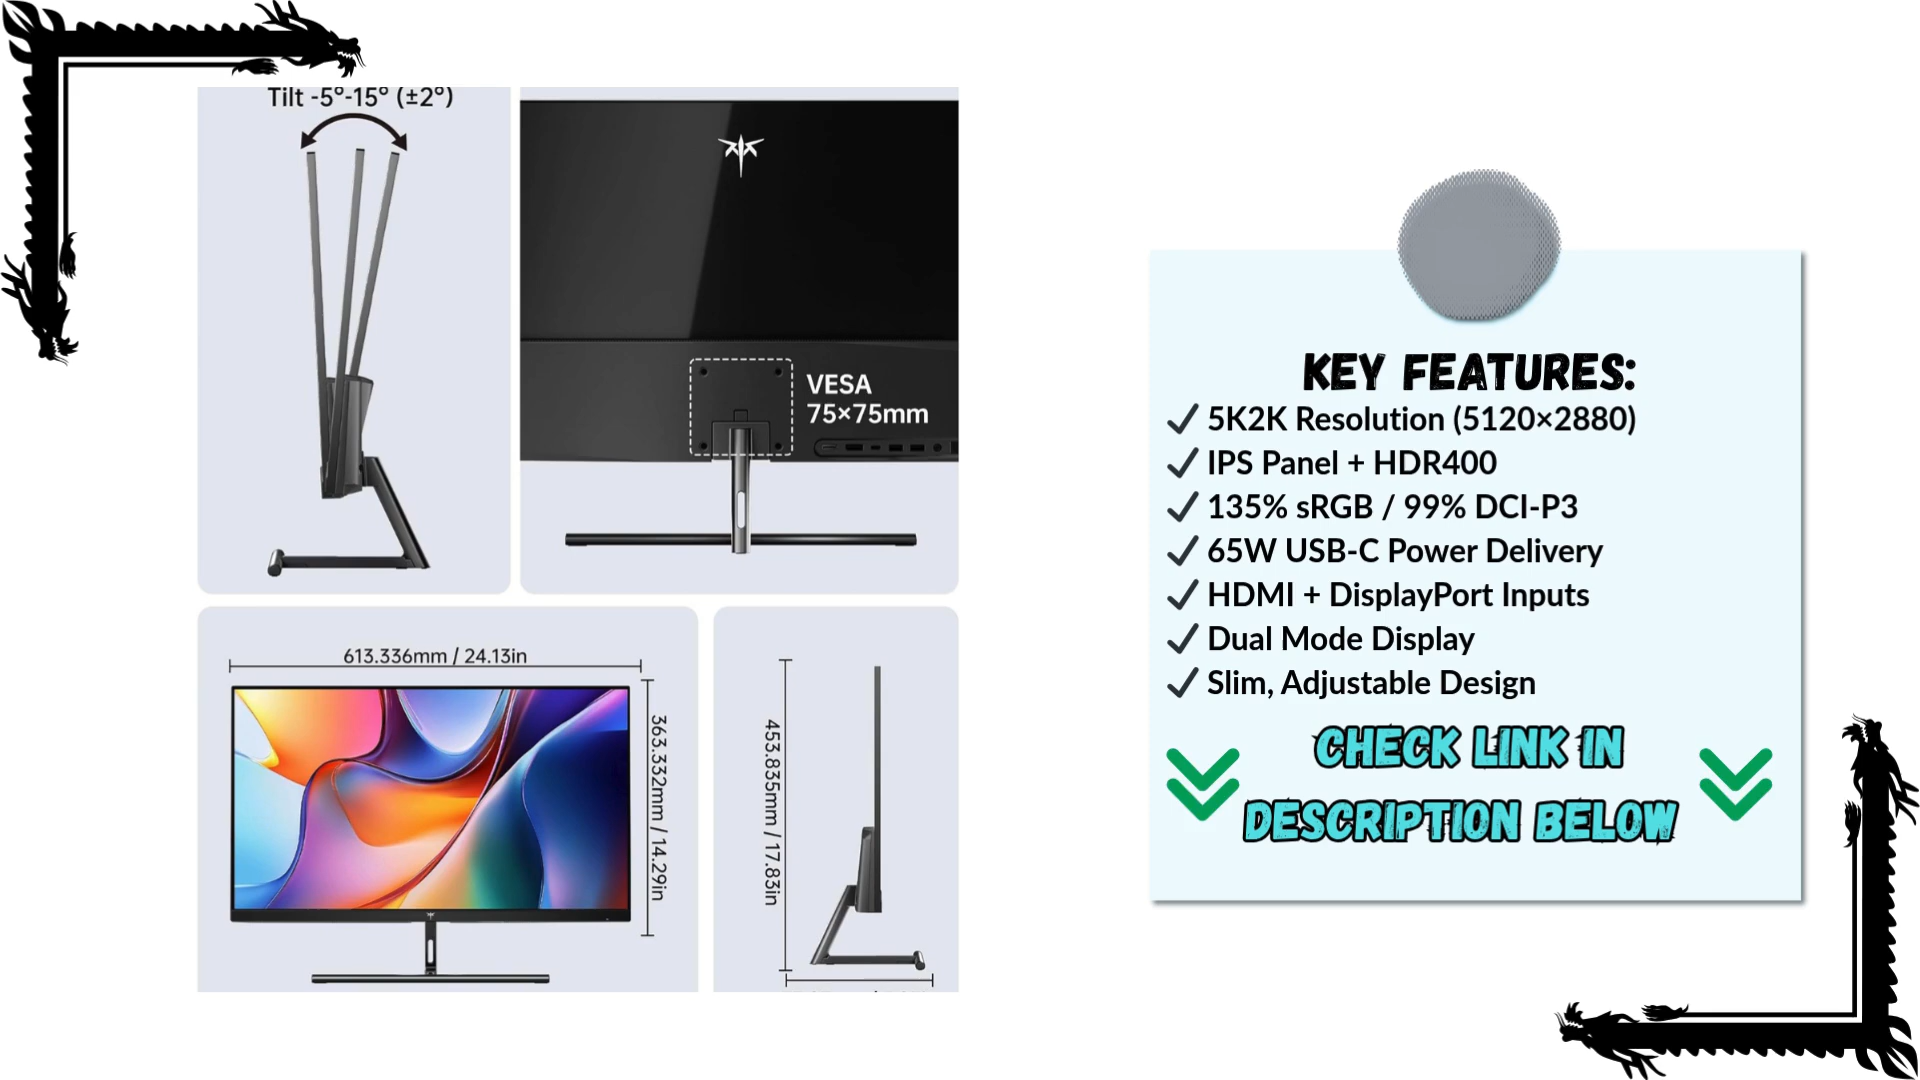 Tilt -5°-15° (±2°)
VESA
75×75mm
613.336mm / 24.13in
363.332mm / 14.29in
453.835mm / 17.83in
KEY FEATURES:
5K2K Resolution (5120×2880)
IPS Panel + HDR400
135% sRGB / 99% DCI-P3
65W USB-C Power Delivery
HDMI + DisplayPort Inputs
Dual Mode Display
Slim, Adjustable Design
CHECK LINK IN
DESCRIPTION BELOW